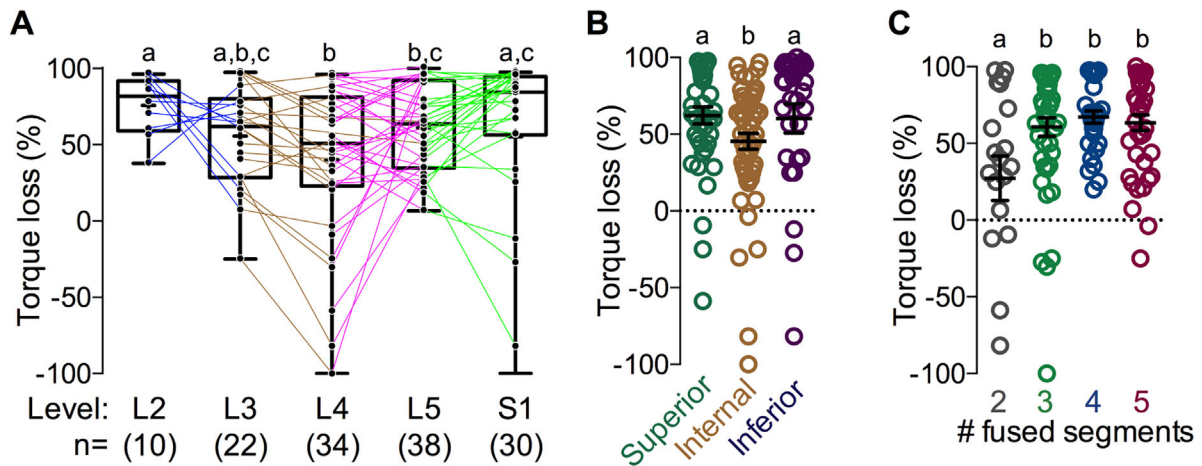 A
Torque loss (%)
a a,b,c b b,c a,c
100
50
0
-50
-100
Level: L2 L3 L4 L5 S1
n= (10) (22) (34) (38) (30)
B
Torque loss (%)
a b a
100
50
0
-50
-100
Superior Internal Inferior
C
Torque loss (%)
a b b b
100
50
0
-50
-100
2 3 4 5
# fused segments